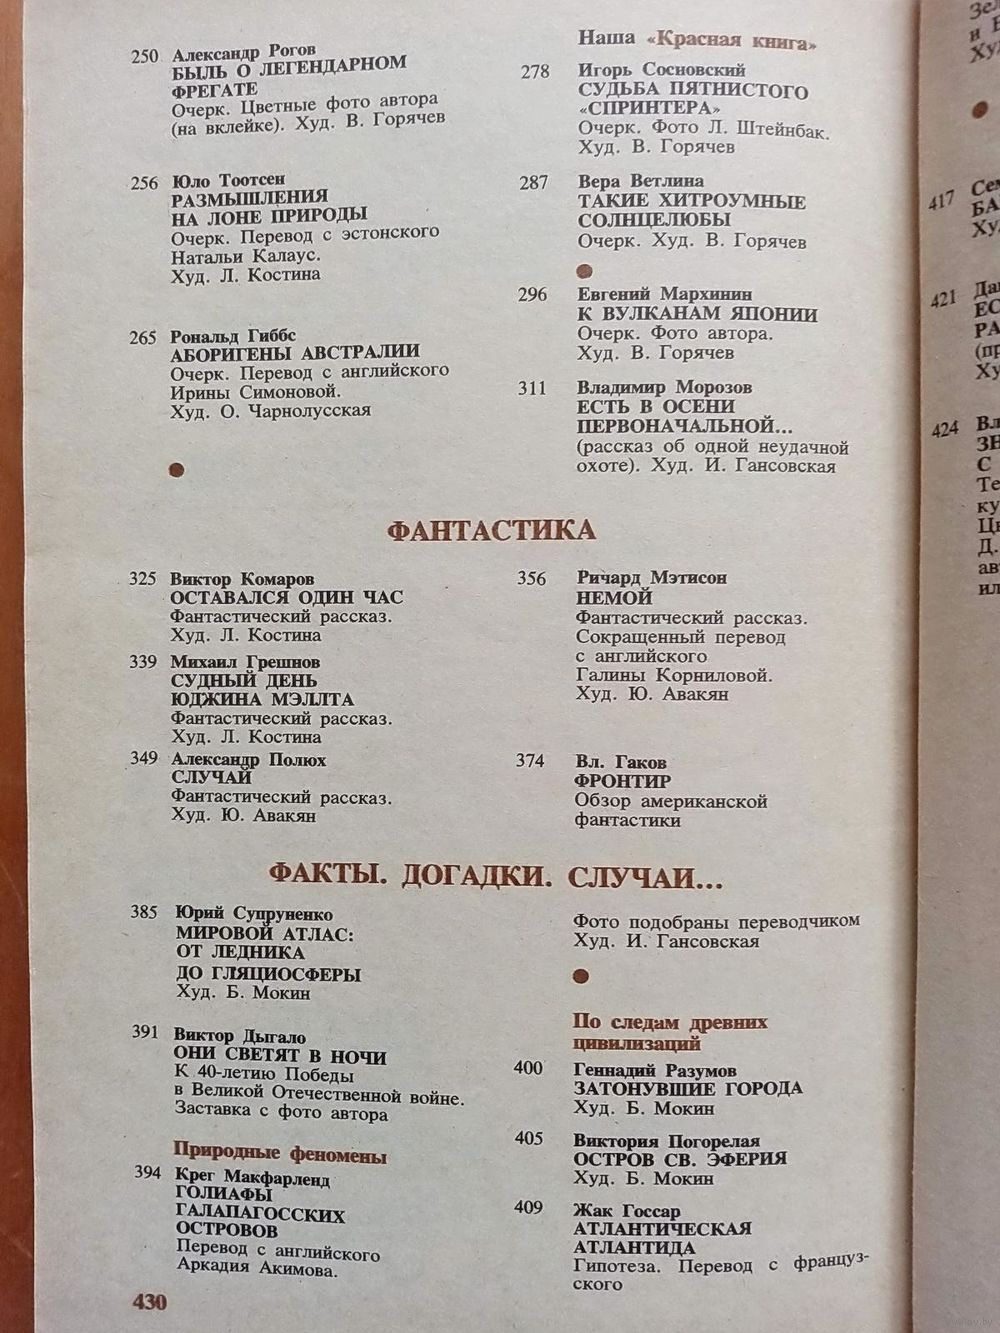 250 Александр Рогов
БЫЛЬ О ЛЕГЕНДАРНОМ
ФРЕГАТЕ
Очерк. Цветные фото автора
(на вклейке). Худ. В. Горячев
256 Юло Тоотсен
РАЗМЫШЛЕНИЯ
НА ЛОНЕ ПРИРОДЫ
Очерк. Перевод с эстонского
Натальи Калаус.
Худ. Л. Костина
265 Рональд Гиббс
АБОРИГЕНЫ АВСТРАЛИИ
Очерк. Перевод с английского
Ирины Симоновой.
Худ. О. Чарнолусская
Наша «Красная книга»
278 Игорь Сосновский
СУДЬБА ПЯТНИСТОГО
«СПРИНТЕРА»
Очерк. Фото Л. Штейнбак.
Худ. В. Горячев
287 Вера Ветлина
ТАКИЕ ХИТРОУМНЫЕ
СОЛНЦЕЛЮБЫ
Очерк. Худ. В. Горячев
296 Евгений Мархинин
К ВУЛКАНАМ ЯПОНИИ
Очерк. Фото автора.
Худ. В. Горячев
311 Владимир Морозов
ЕСТЬ В ОСЕНИ
ПЕРВОНАЧАЛЬНОЙ...
(рассказ об одной неудачной
охоте). Худ. И. Гансовская
ФАНТАСТИКА
325 Виктор Комаров
ОСТАВАЛСЯ ОДИН ЧАС
Фантастический рассказ.
Худ. Л. Костина
339 Михаил Грешнов
СУДНЫЙ ДЕНЬ
ЮДЖИНА МЭЛЛТА
Фантастический рассказ.
Худ. Л. Костина
349 Александр Полюх
СЛУЧАЙ
Фантастический рассказ.
Худ. Ю. Авакян
356 Ричард Мэтисон
НЕМОЙ
Фантастический рассказ.
Сокращенный перевод
с английского
Галины Корниловой.
Худ. Ю. Авакян
374 Вл. Гаков
ФРОНТИР
Обзор американской
фантастики
ФАКТЫ. ДОГАДКИ. СЛУЧАИ...
385 Юрий Супруненко
МИРОВОЙ АТЛАС:
ОТ ЛЕДНИКА
ДО ГЛЯЦИОСФЕРЫ
Худ. Б. Мокин
391 Виктор Дыгало
ОНИ СВЕТЯТ В НОЧИ
К 40-летию Победы
в Великой Отечественной войне.
Заставка с фото автора
Природные феномены
394 Крег Макфарленд
ГОЛИАФЫ
ГАЛАПАГОССКИХ
ОСТРОВОВ
Перевод с английского
Аркадия Акимова.
430
Фото подобраны переводчиком
Худ. И. Гансовская
По следам древних
цивилизаций
400 Геннадий Разумов
ЗАТОНУВШИЕ ГОРОДА
Худ. Б. Мокин
405 Виктория Погорелая
ОСТРОВ СВ. ЭФЕРИЯ
Худ. Б. Мокин
409 Жак Госсар
АТЛАНТИЧЕСКАЯ
АТЛАНТИДА
Гипотеза. Перевод с француз-
ского
417
421
424